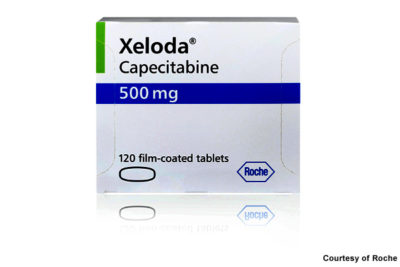 Xeloda®
Capecitabine
500 mg
120 film-coated tablets
Roche
Courtesy of Roche